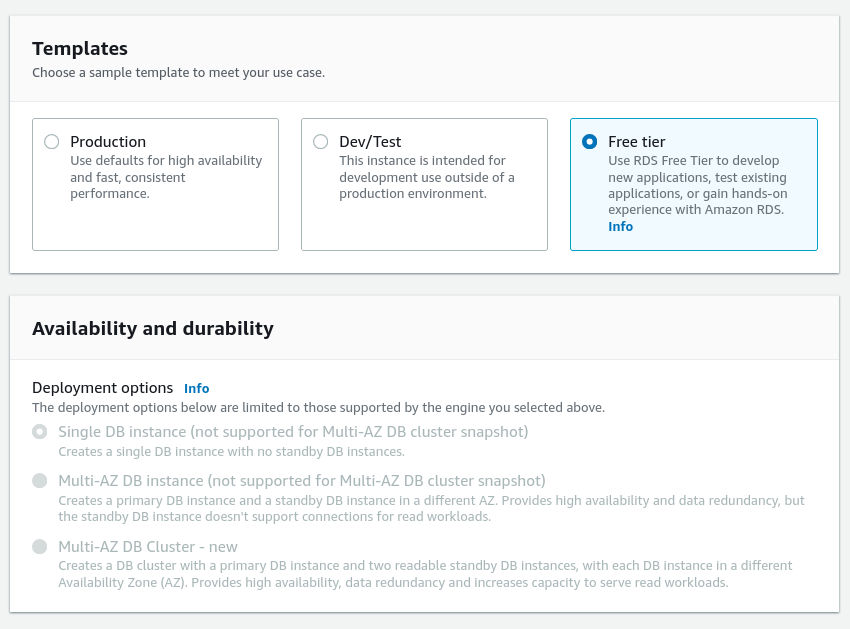 Templates
Choose a sample template to meet your use case.
Production
Use defaults for high availability
and fast, consistent
performance.
Dev/Test
This instance is intended for
development use outside of a
production environment.
Free tier
Use RDS Free Tier to develop
new applications, test existing
applications, or gain hands-on
experience with Amazon RDS.
Info
Availability and durability
Deployment options Info
The deployment options below are limited to those supported by the engine you selected above.
Single DB instance (not supported for Multi-AZ DB cluster snapshot)
Creates a single DB instance with no standby DB instances.
Multi-AZ DB instance (not supported for Multi-AZ DB cluster snapshot)
Creates a primary DB instance and a standby DB instance in a different AZ. Provides high availability and data redundancy, but
the standby DB instance doesn't support connections for read workloads.
Multi-AZ DB Cluster - new
Creates a DB cluster with a primary DB instance and two readable standby DB instances, with each DB instance in a different
Availability Zone (AZ). Provides high availability, data redundancy and increases capacity to serve read workloads.